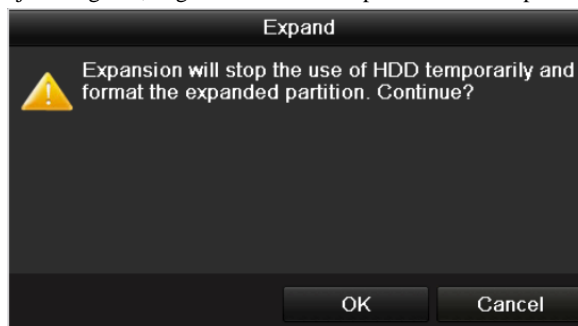 Expand
Expansion will stop the use of HDD temporarily and
format the expanded partition. Continue?
OK
Cancel